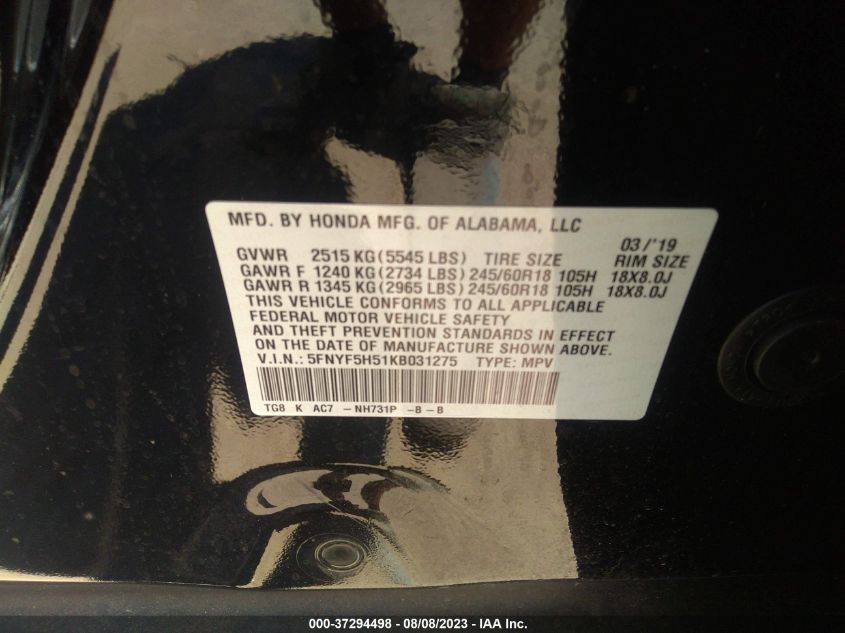 MFD. BY HONDA MFG. OF ALABAMA, LLC
03/'19
GVWR 2515 KG(5545 LBS) TIRE SIZE RIM SIZE
GAWR F 1240 KG(2734 LBS) 245/60R18 105H 18X8.0J
GAWR R 1345 KG(2965 LBS) 245/60R18 105H 18X8.0J
THIS VEHICLE CONFORMS TO ALL APPLICABLE
FEDERAL MOTOR VEHICLE SAFETY
AND THEFT PREVENTION STANDARDS IN EFFECT
ON THE DATE OF MANUFACTURE SHOWN ABOVE.
V.I.N.: 5FNYF5H51KB031275 TYPE: MPV
TG8 K AC7 -NH731P -B-B
000-37294498 - 08/08/2023 - IAA Inc.